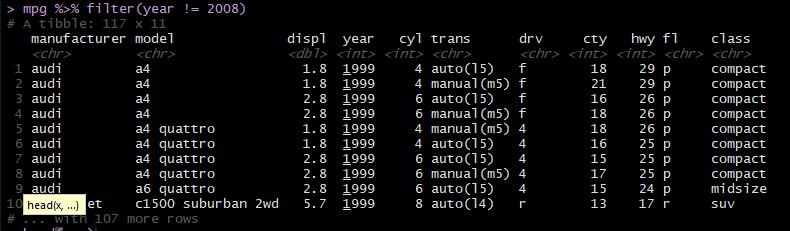 > mpg %>% filter(year != 2008)
# A tibble: 117 x 11
manufacturer model displ year cyl trans drv cty hwy fl class
<chr> <chr> <dbl> <int> <int> <chr> <chr> <int> <int> <chr> <chr>
1 audi a4 1.8 1999 4 auto(l5) f 18 29 p compact
2 audi a4 1.8 1999 4 manual(m5) f 21 29 p compact
3 audi a4 2.8 1999 6 auto(l5) f 16 26 p compact
4 audi a4 2.8 1999 6 manual(m5) f 18 26 p compact
5 audi a4 quattro 1.8 1999 4 manual(m5) 4 18 26 p compact
6 audi a4 quattro 1.8 1999 4 auto(l5) 4 16 25 p compact
7 audi a4 quattro 2.8 1999 6 auto(l5) 4 15 25 p compact
8 audi a4 quattro 2.8 1999 6 manual(m5) 4 17 25 p compact
9 audi a6 quattro 2.8 1999 6 auto(l5) 4 15 24 p midsize
10 et c1500 suburban 2wd 5.7 1999 8 auto(l4) r 13 17 r suv
head(x, ...)
# ... with 107 more rows